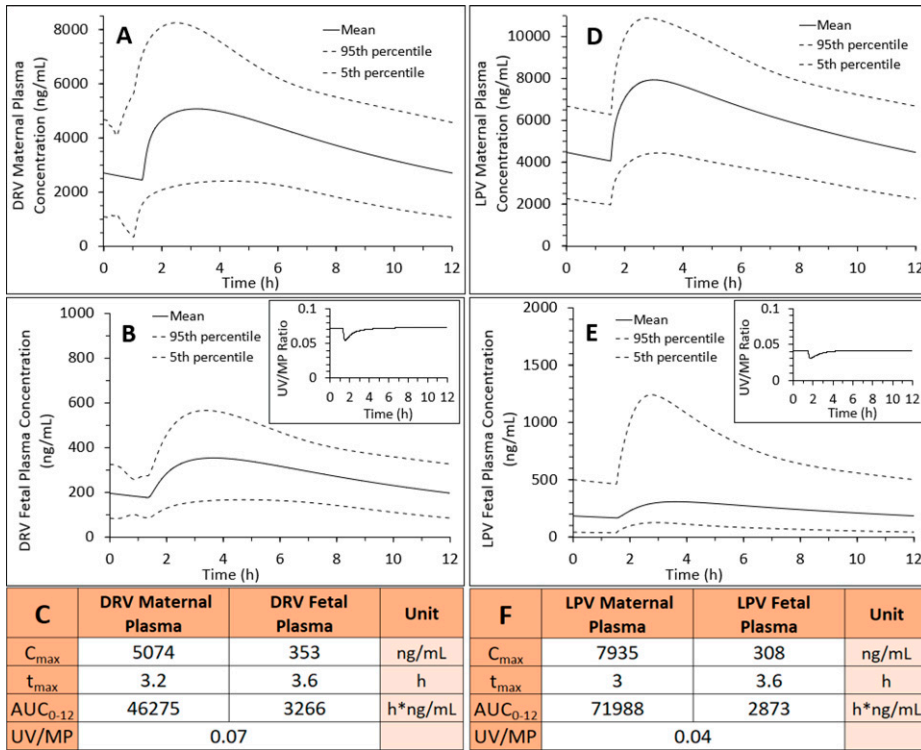 A
DRV Maternal Plasma
Concentration (ng/mL)
8000
6000
4000
2000
0
Mean
95th percentile
5th percentile
0 2 4 6 8 10 12
Time (h)
D
LPV Maternal Plasma
Concentration (ng/mL)
10000
8000
6000
4000
2000
0
Mean
95th percentile
5th percentile
0 2 4 6 8 10 12
Time (h)
B
DRV Fetal Plasma Concentration
(ng/mL)
1000
800
600
400
200
0
Mean
95th percentile
5th percentile
0 2 4 6 8 10 12
Time (h)
UV/MP Ratio
0.1
0.05
0
0 2 4 6 8 10 12
Time (h)
E
LPV Fetal Plasma Concentration
(ng/mL)
2000
1500
1000
500
0
Mean
95th percentile
5th percentile
0 2 4 6 8 10 12
Time (h)
UV/MP Ratio
0.1
0.05
0
0 2 4 6 8 10 12
Time (h)
C
DRV Maternal
Plasma
DRV Fetal
Plasma
Unit
Cmax 5074 353 ng/mL
tmax 3.2 3.6 h
AUC0-12 46275 3266 h*ng/mL
UV/MP 0.07
F
LPV Maternal
Plasma
LPV Fetal
Plasma
Unit
Cmax 7935 308 ng/mL
tmax 3 3.6 h
AUC0-12 71988 2873 h*ng/mL
UV/MP 0.04